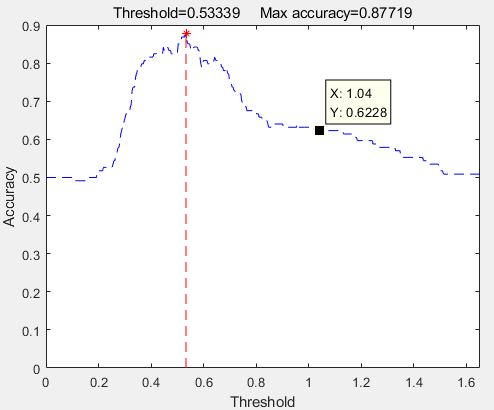 Threshold=0.53339 Max accuracy=0.87719
0.9
0.8
0.7
0.6
0.5
0.4
0.3
0.2
0.1
0
Accuracy
X: 1.04
Y: 0.6228
0 0.2 0.4 0.6 0.8 1 1.2 1.4 1.6
Threshold